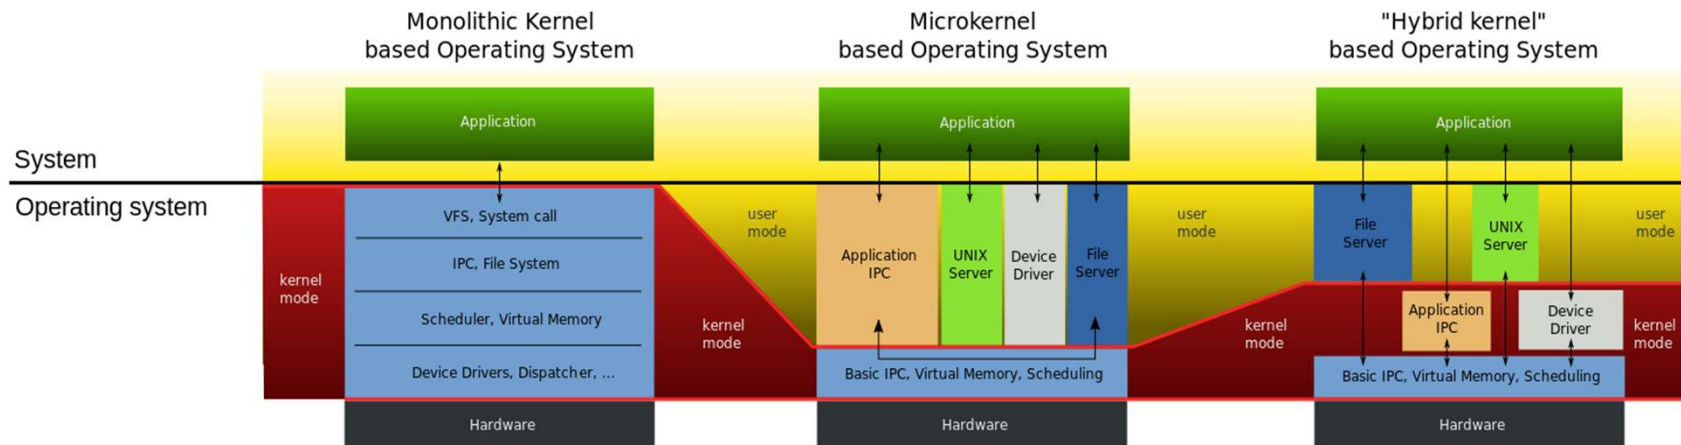 Monolithic Kernel
based Operating System
Microkernel
based Operating System
"Hybrid kernel"
based Operating System
System
Operating system
Application
VFS, System call
IPC, File System
Scheduler, Virtual Memory
Device Drivers, Dispatcher, ...
Hardware
kernel
mode
kernel
mode
user
mode
Application
Application
IPC
UNIX
Server
Device
Driver
File
Server
Basic IPC, Virtual Memory, Scheduling
Hardware
user
mode
kernel
mode
Application
File
Server
UNIX
Server
Application
IPC
Device
Driver
Basic IPC, Virtual Memory, Scheduling
Hardware
user
mode
kernel
mode